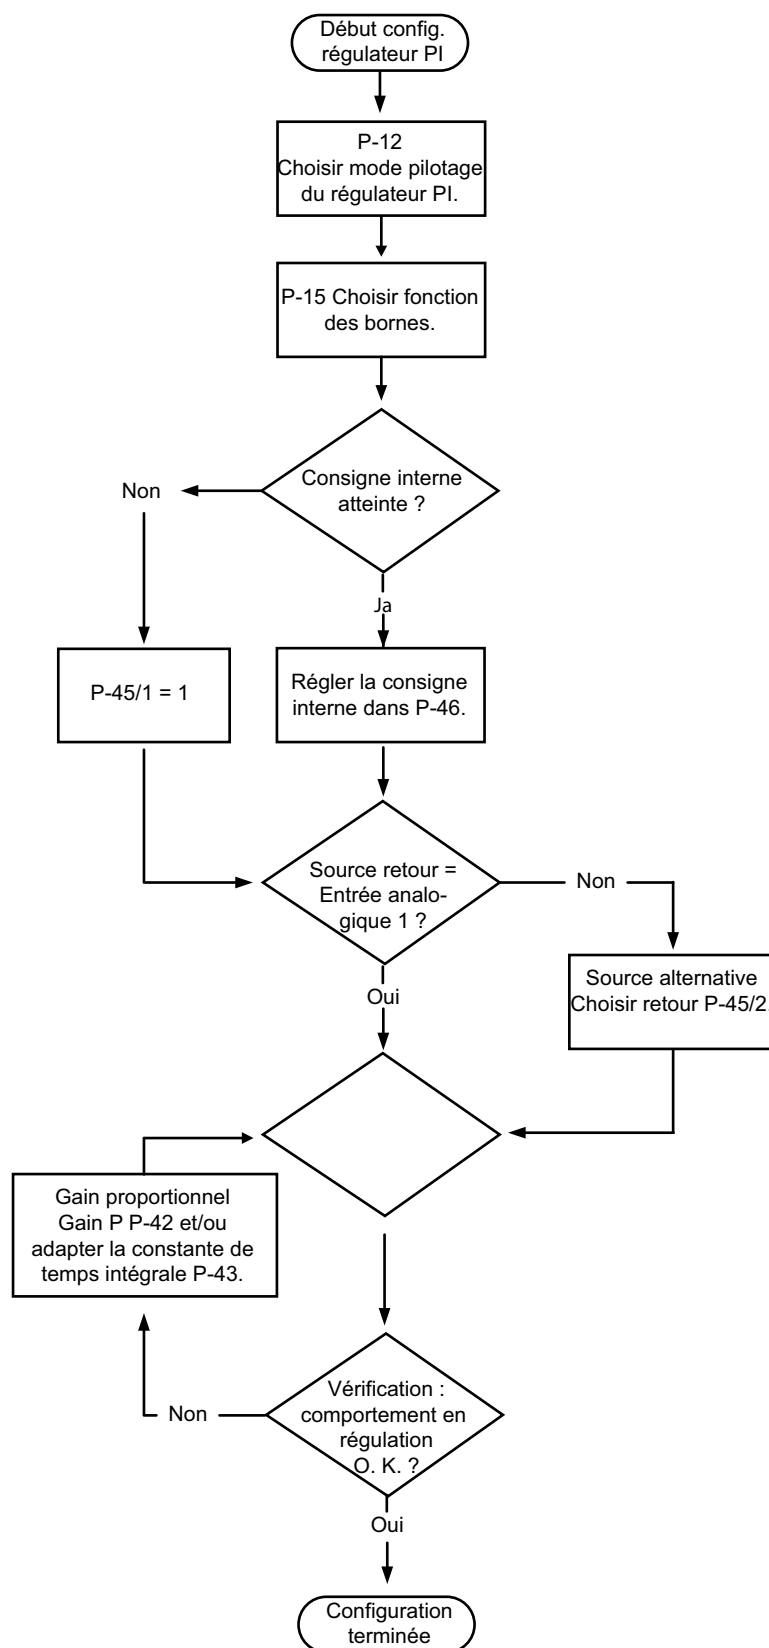 Début config.
régulateur PI
P-12
Choisir mode pilotage
du régulateur PI.
P-15 Choisir fonction
des bornes.
Consigne interne
atteinte ?
Non
Ja
P-45/1 = 1
Régler la consigne
interne dans P-46.
Source retour =
Entrée analo-
gique 1 ?
Non
Oui
Source alternative
Choisir retour P-45/2.
Gain proportionnel
Gain P P-42 et/ou
adapter la constante de
temps intégrale P-43.
Vérification :
comportement en
régulation
O. K. ?
Non
Oui
Configuration
terminée